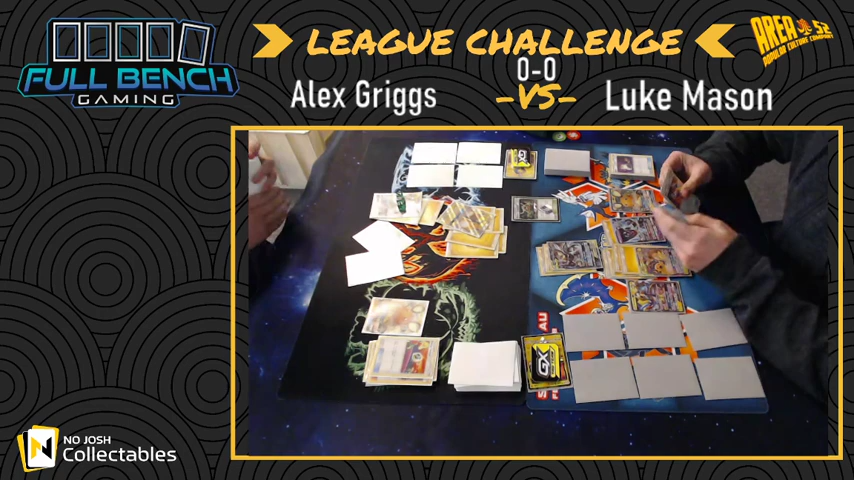 FULL BENCH
GAMING
LEAGUE CHALLENGE
0-0
Alex Griggs
-VS-
Luke Mason
AREA 52
POPULAR CULTURE COMPANY
GX
GX
AU
NO JOSH
Collectables